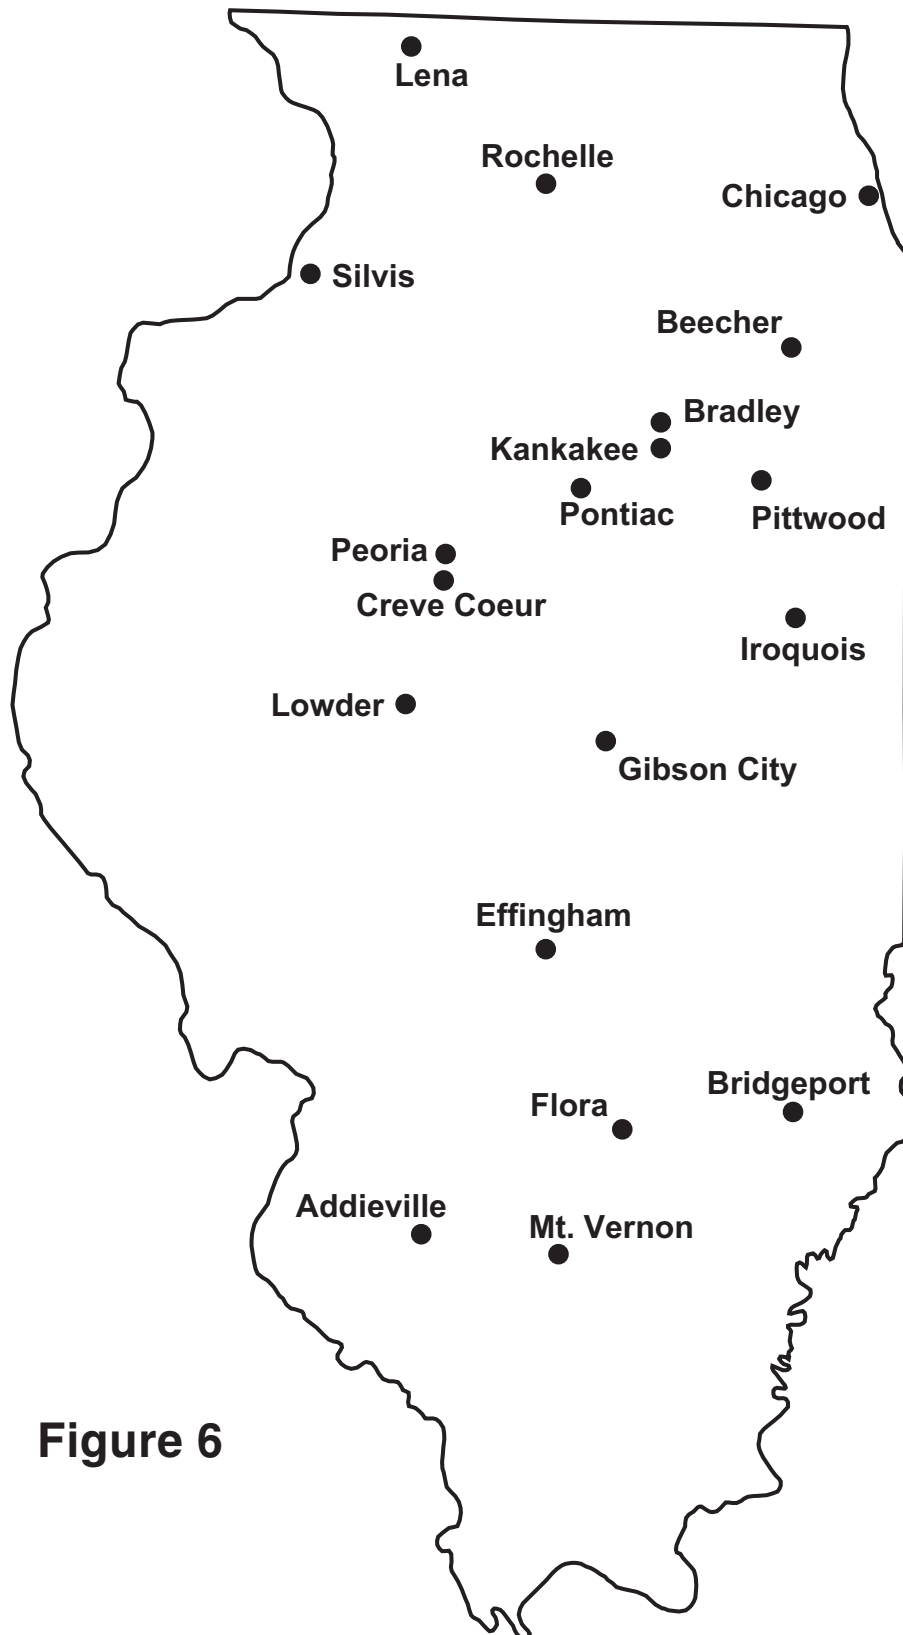 Lena
Rochelle
Chicago
Silvis
Beecher
Bradley
Kankakee
Pontiac
Pittwood
Peoria
Creve Coeur
Iroquois
Lowder
Gibson City
Effingham
Bridgeport
Flora
Addieville
Mt. Vernon
Figure 6